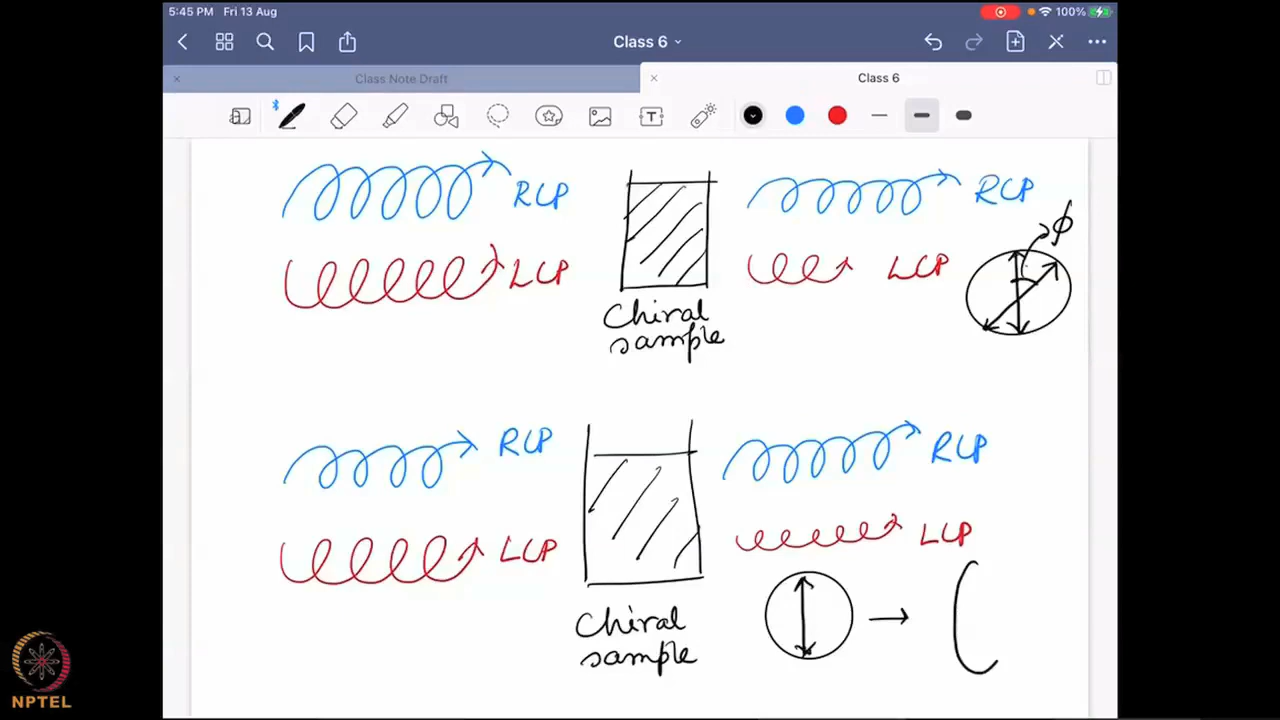 5:45 PM Fri 13 Aug
100%
Class 6
Class Note Draft
Class 6
T
RCP
RCP
ϕ
LCP
LCP
Chiral
sample
RCP
RCP
LCP
LCP
Chiral
sample
NPTEL